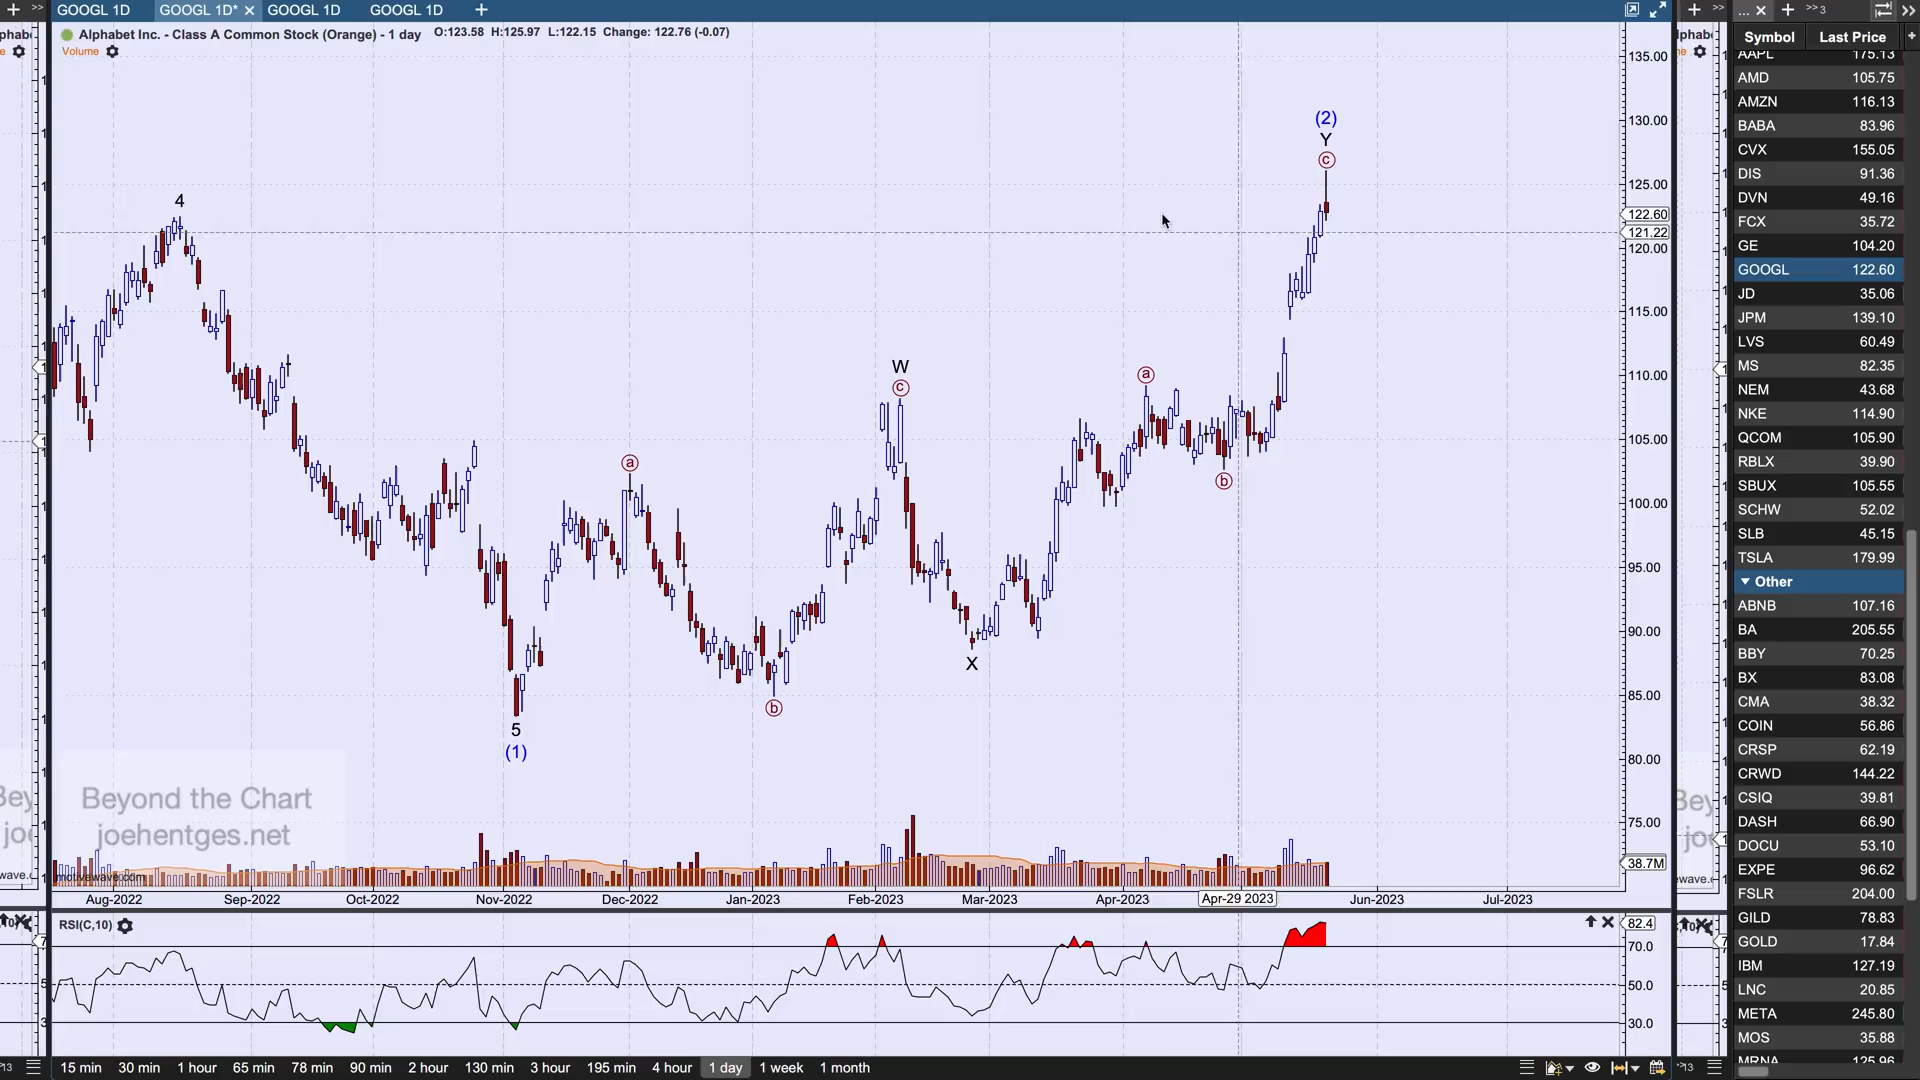 GOOGL 1D
GOOGL 1D*
GOOGL 1D
GOOGL 1D
Alphabet Inc. - Class A Common Stock (Orange) - 1 day O:123.58 H:125.97 L:122.15 Change: 122.76 (-0.07)
Volume
135.00
130.00
125.00
122.60
121.22
120.00
115.00
110.00
105.00
100.00
95.00
90.00
85.00
80.00
75.00
38.7M
4
5
(1)
a
b
W
c
X
a
b
(2)
Y
c
Beyond the Chart
joehentges.net
motivewave.com
Aug-2022 Sep-2022 Oct-2022 Nov-2022 Dec-2022 Jan-2023 Feb-2023 Mar-2023 Apr-2023 Apr-29 2023 Jun-2023 Jul-2023
RSI(C,10)
82.4
70.0
50.0
30.0
15 min 30 min 1 hour 65 min 78 min 90 min 2 hour 130 min 3 hour 195 min 4 hour 1 day 1 week 1 month
Symbol Last Price
AAPL 175.13
AMD 105.75
AMZN 116.13
BABA 83.96
CVX 155.05
DIS 91.36
DVN 49.16
FCX 35.72
GE 104.20
GOOGL 122.60
JD 35.06
JPM 139.10
LVS 60.49
MS 82.35
NEM 43.68
NKE 114.90
QCOM 105.90
RBLX 39.90
SBUX 105.55
SCHW 52.02
SLB 45.15
TSLA 179.99
Other
ABNB 107.16
BA 205.55
BBY 70.25
BX 83.08
CMA 38.32
COIN 56.86
CRSP 62.19
CRWD 144.22
CSIQ 39.81
DASH 66.90
DOCU 53.10
EXPE 96.62
FSLR 204.00
GILD 78.83
GOLD 17.84
IBM 127.19
LNC 20.85
META 245.80
MOS 35.88
MRNA 125.96